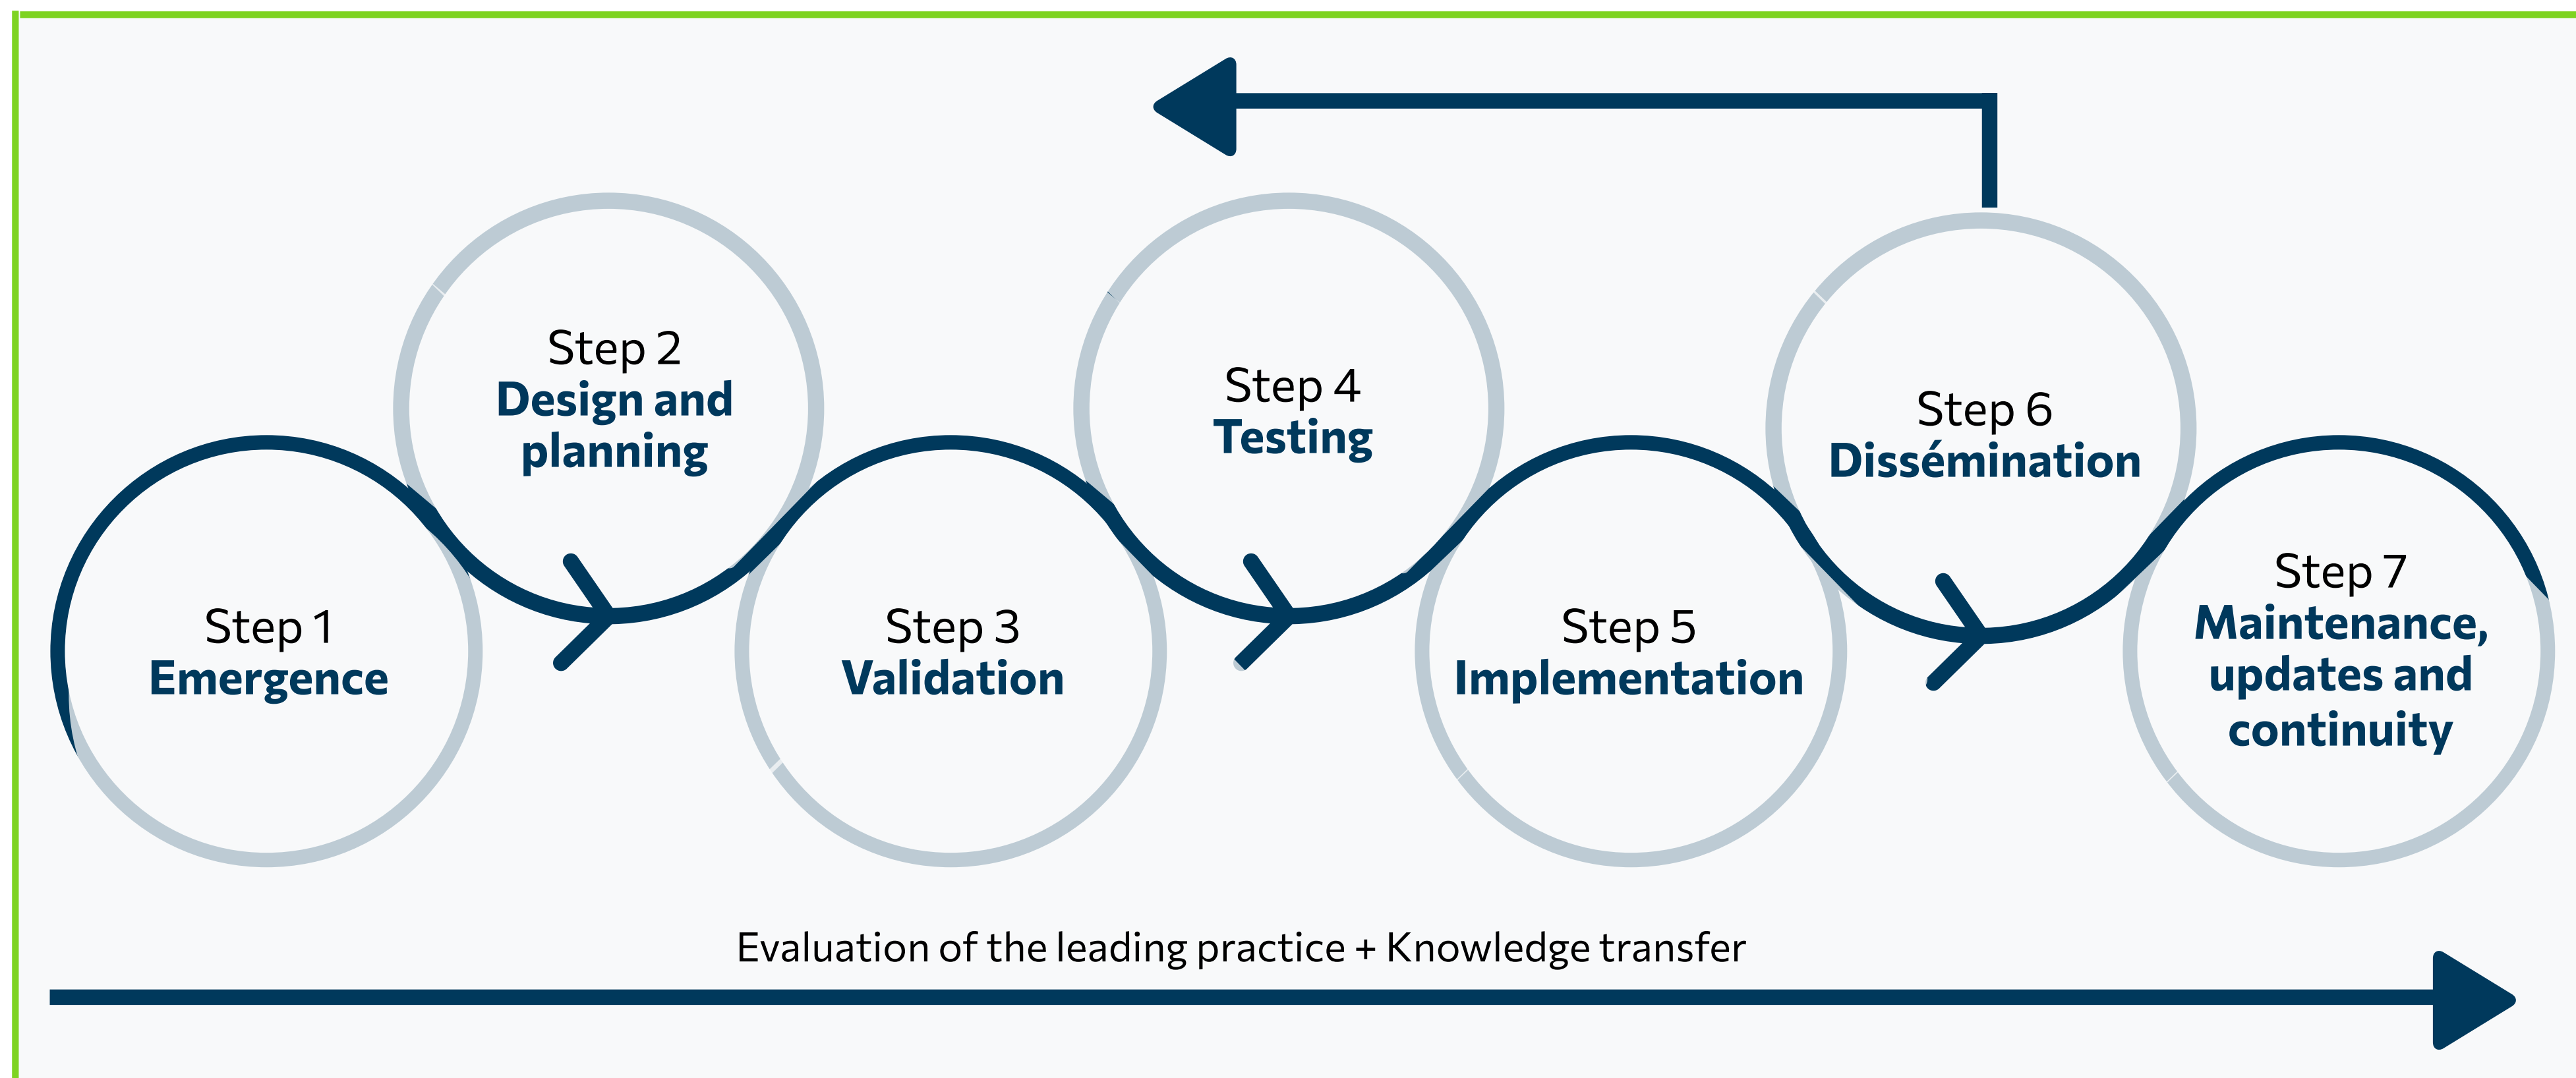 Step 1
Emergence
Step 2
Design and
planning
Step 3
Validation
Step 4
Testing
Step 5
Implementation
Step 6
Dissémination
Step 7
Maintenance,
updates and
continuity
Evaluation of the leading practice + Knowledge transfer